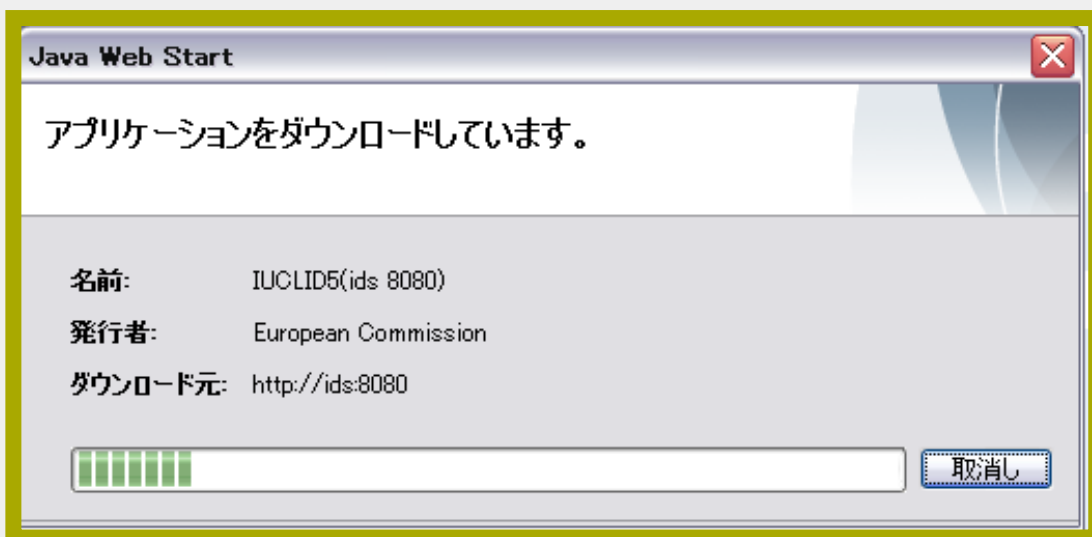 Java Web Start
アプリケーションをダウンロードしています。
名前: IUCLID5(ids 8080)
発行者: European Commission
ダウンロード元: http://ids:8080
取消し